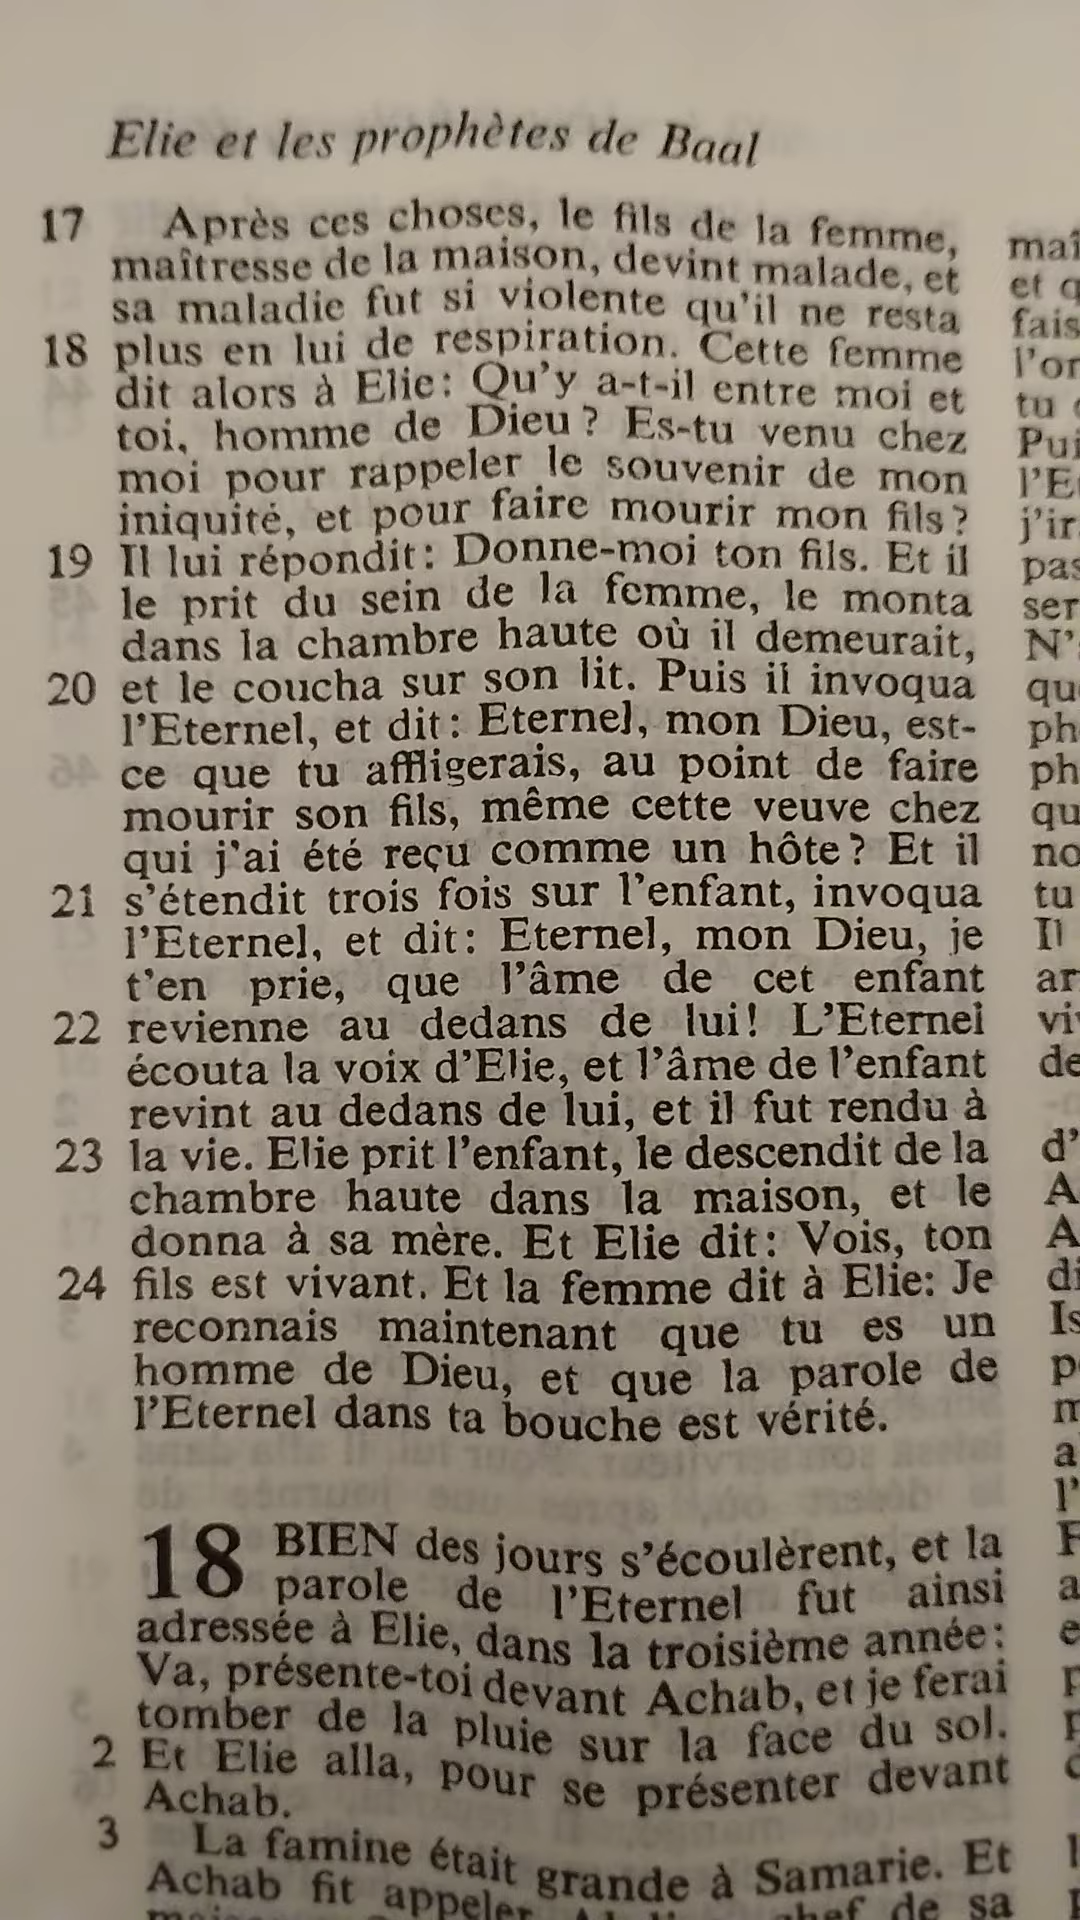 Elie et les prophètes de Baal
17 Après ces choses, le fils de la femme,
maîtresse de la maison, devint malade, et
sa maladie fut si violente qu'il ne resta
18 plus en lui de respiration. Cette femme
dit alors à Elie: Qu'y a-t-il entre moi et
toi, homme de Dieu? Es-tu venu chez
moi pour rappeler le souvenir de mon
iniquité, et pour faire mourir mon fils?
19 Il lui répondit: Donne-moi ton fils. Et il
le prit du sein de la femme, le monta
dans la chambre haute où il demeurait,
20 et le coucha sur son lit. Puis il invoqua
l'Eternel, et dit: Eternel, mon Dieu, est-
ce que tu affligerais, au point de faire
mourir son fils, même cette veuve chez
qui j'ai été reçu comme un hôte? Et il
21 s'étendit trois fois sur l'enfant, invoqua
l'Eternel, et dit: Eternel, mon Dieu, je
t'en prie, que l'âme de cet enfant
22 revienne au dedans de lui! L'Eternel
écouta la voix d'Elie, et l'âme de l'enfant
revint au dedans de lui, et il fut rendu à
23 la vie. Elie prit l'enfant, le descendit de la
chambre haute dans la maison, et le
donna à sa mère. Et Elie dit: Vois, ton
24 fils est vivant. Et la femme dit à Elie: Je
reconnais maintenant que tu es un
homme de Dieu, et que la parole de
l'Eternel dans ta bouche est vérité.
18 BIEN des jours s'écoulèrent, et la
parole de l'Eternel fut ainsi
adressée à Elie, dans la troisième année:
Va, présente-toi devant Achab, et je ferai
tomber de la pluie sur la face du sol.
2 Et Elie alla, pour se présenter devant
Achab.
3 La famine était grande à Samarie. Et
Achab fit appeler chef de sa